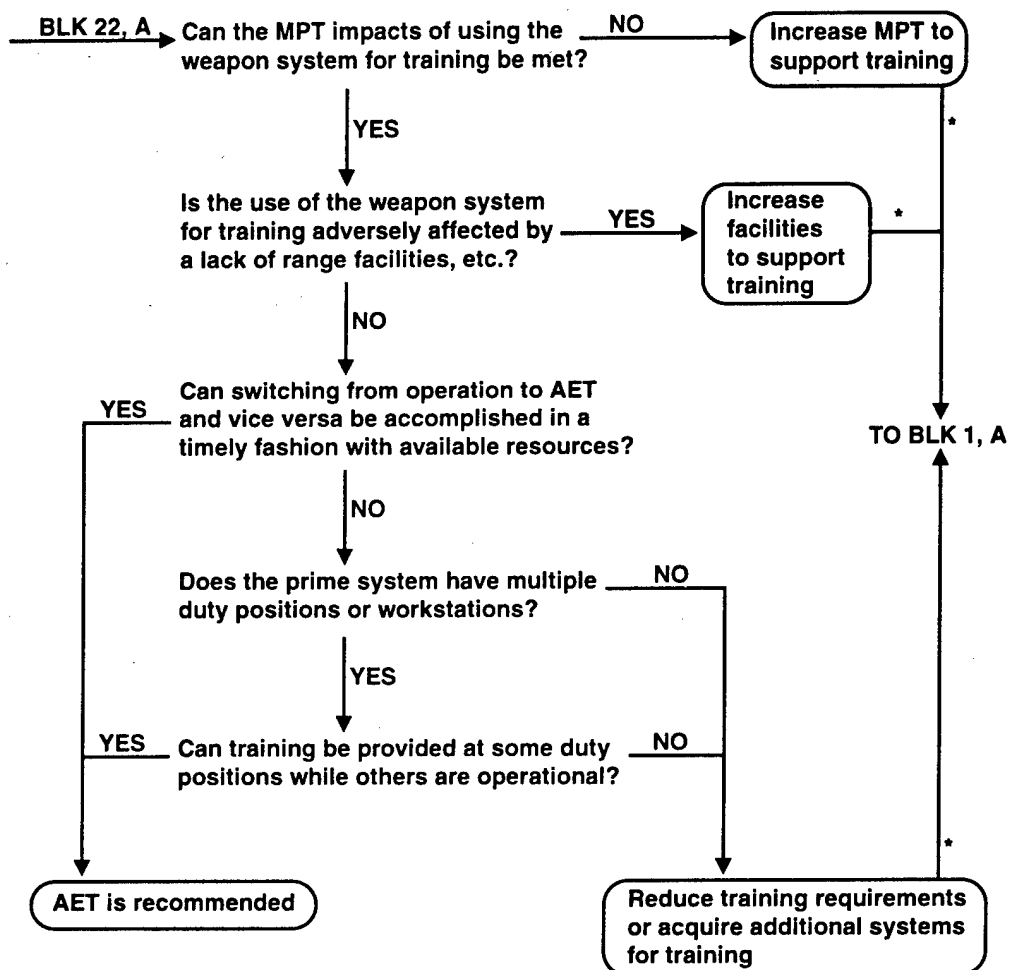 BLK 22, A
Can the MPT impacts of using the
weapon system for training be met?
NO
Increase MPT to
support training
*
YES
Is the use of the weapon system
for training adversely affected by
a lack of range facilities, etc.?
YES
Increase
facilities
to support
training
*
NO
Can switching from operation to AET
and vice versa be accomplished in a
timely fashion with available resources?
YES
TO BLK 1, A
NO
Does the prime system have multiple
duty positions or workstations?
NO
YES
Can training be provided at some duty
positions while others are operational?
YES
NO
*
AET is recommended
Reduce training requirements
or acquire additional systems
for training